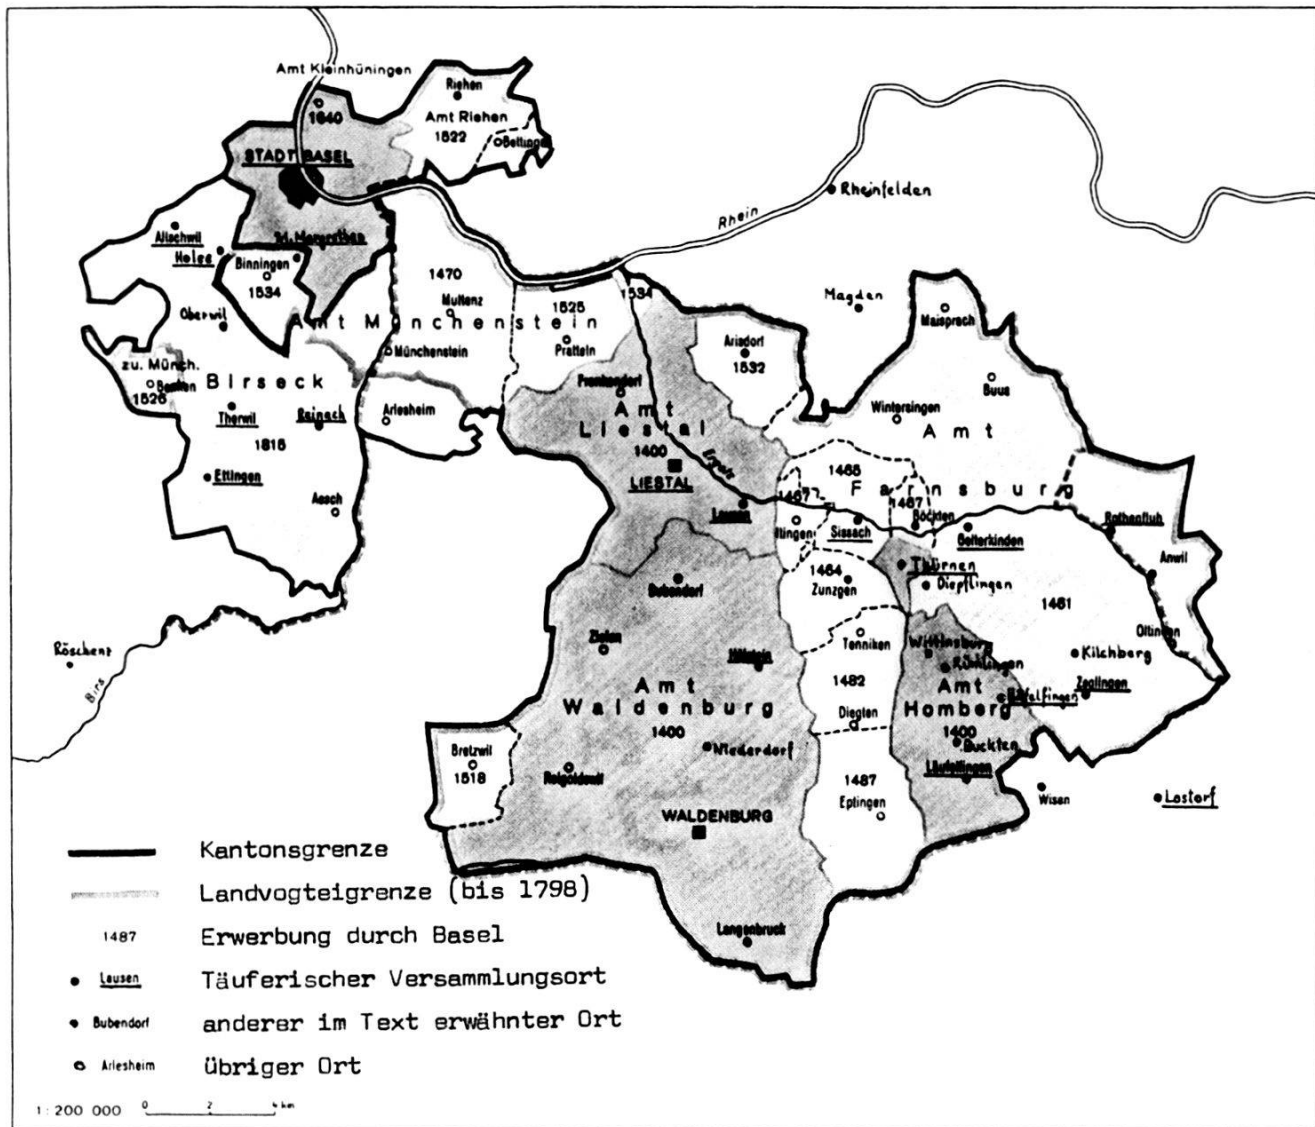 Amt Kleinhüningen
1640
Riehen
Amt Riehen
1522
Bettingen
STADT BASEL
Allschwil
Holee
St. Margrethen
Binningen
1534
Oberwil
1470
Muttenz
Amt Münchenstein
Münchenstein
1525
Pratteln
1534
Rhein
Rheinfelden
Magden
Maisprach
Buus
Wintersingen
Arisdorf
1532
zu. Münch.
Benken
1526
Birseck
Therwil
Reinach
1815
Ettingen
Aesch
Arlesheim
Frenkendorf
Amt
Liestal
1400
LIESTAL
Ergolz
Lausen
Amt
Farnsburg
1465
1467
1467
Itingen
Sissach
Böckten
Gelterkinden
Rothenfluh
Anwil
Oltingen
Thürnen
Diepflingen
1461
1464
Zunzgen
Tenniken
1482
Diegten
1487
Eptingen
Bubendorf
Ziefen
Hölstein
Amt
Waldenburg
1400
Niederdorf
Reigoldswil
WALDENBURG
Langenbruck
Bretzwil
1518
Wittinsburg
Rümlingen
Amt
Homberg
1400
Buckten
Läufelfingen
Häfelfingen
Kilchberg
Zeglingen
Wisen
Lostorf
Röschenz
Birs
Kantonsgrenze
Landvogteigrenze (bis 1798)
1487 Erwerbung durch Basel
Lausen Täuferischer Versammlungsort
Bubendorf anderer im Text erwähnter Ort
Arlesheim übriger Ort
1:200 000 0 2 4 km